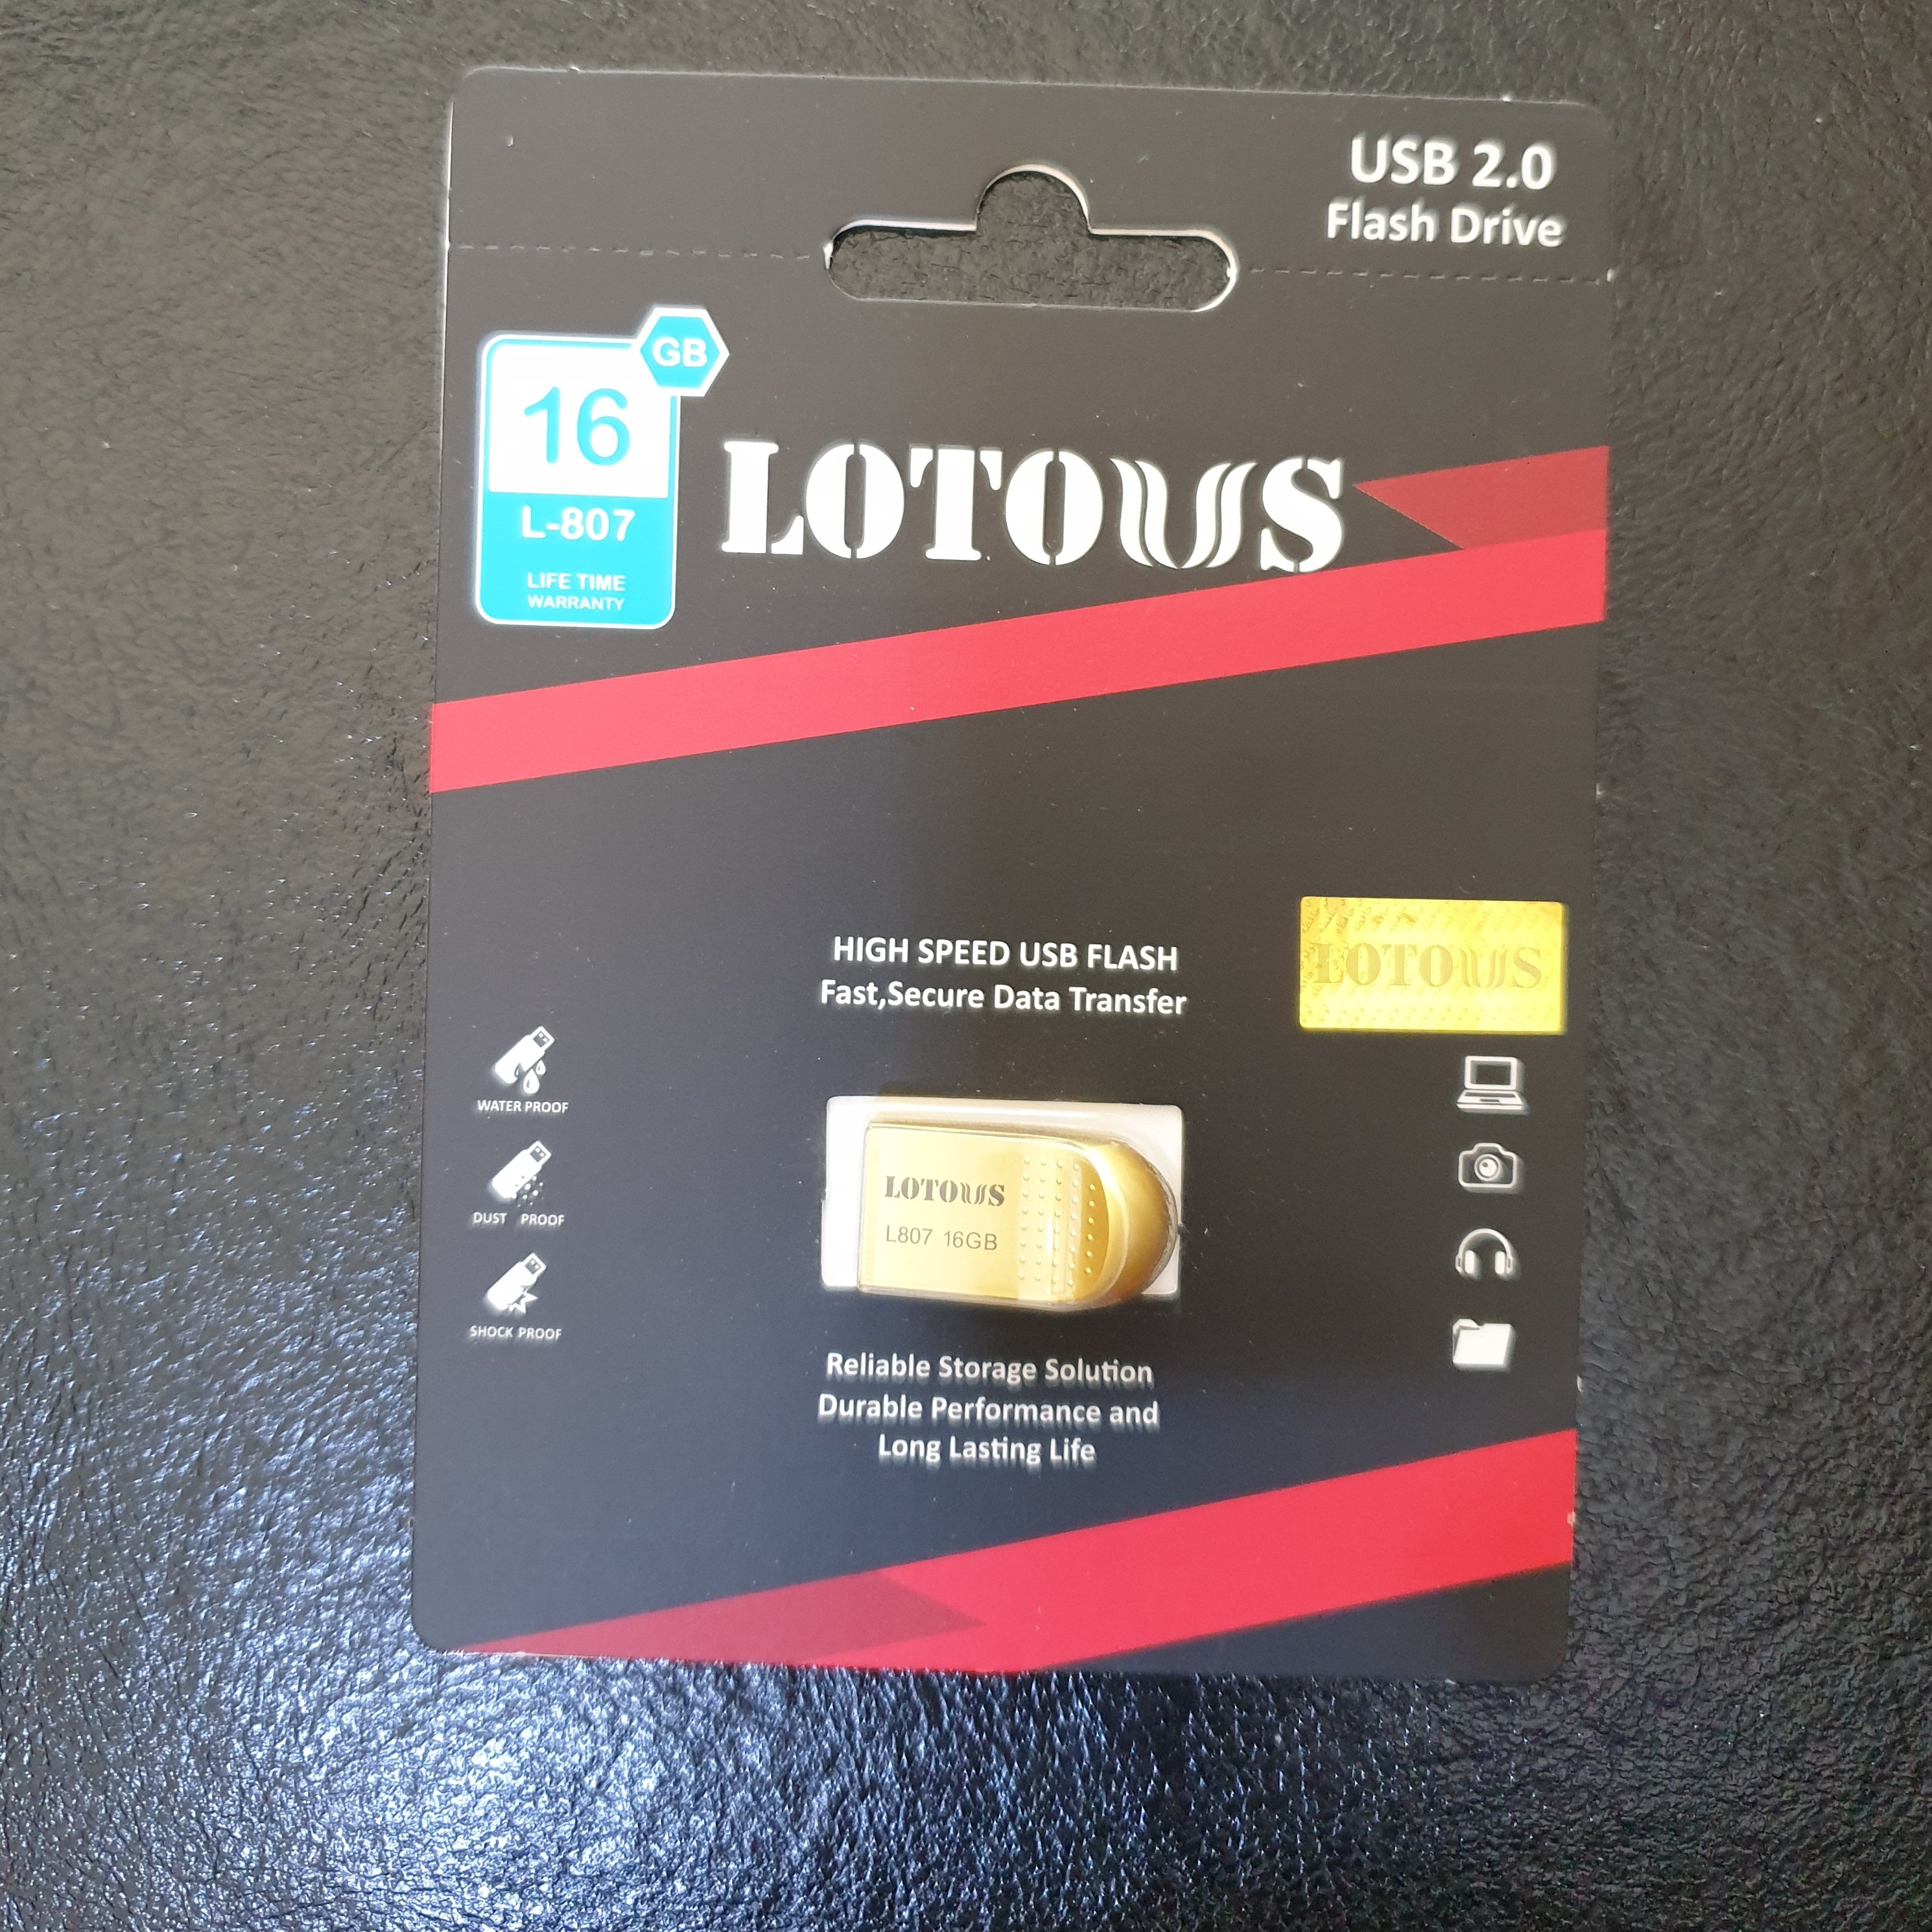 USB 2.0
Flash Drive
GB
16
L-807
LIFE TIME
WARRANTY
LOTOUS
HIGH SPEED USB FLASH
Fast,Secure Data Transfer
LOTOUS
WATER PROOF
DUST PROOF
SHOCK PROOF
LOTOUS
L807 16GB
Reliable Storage Solution
Durable Performance and
Long Lasting Life